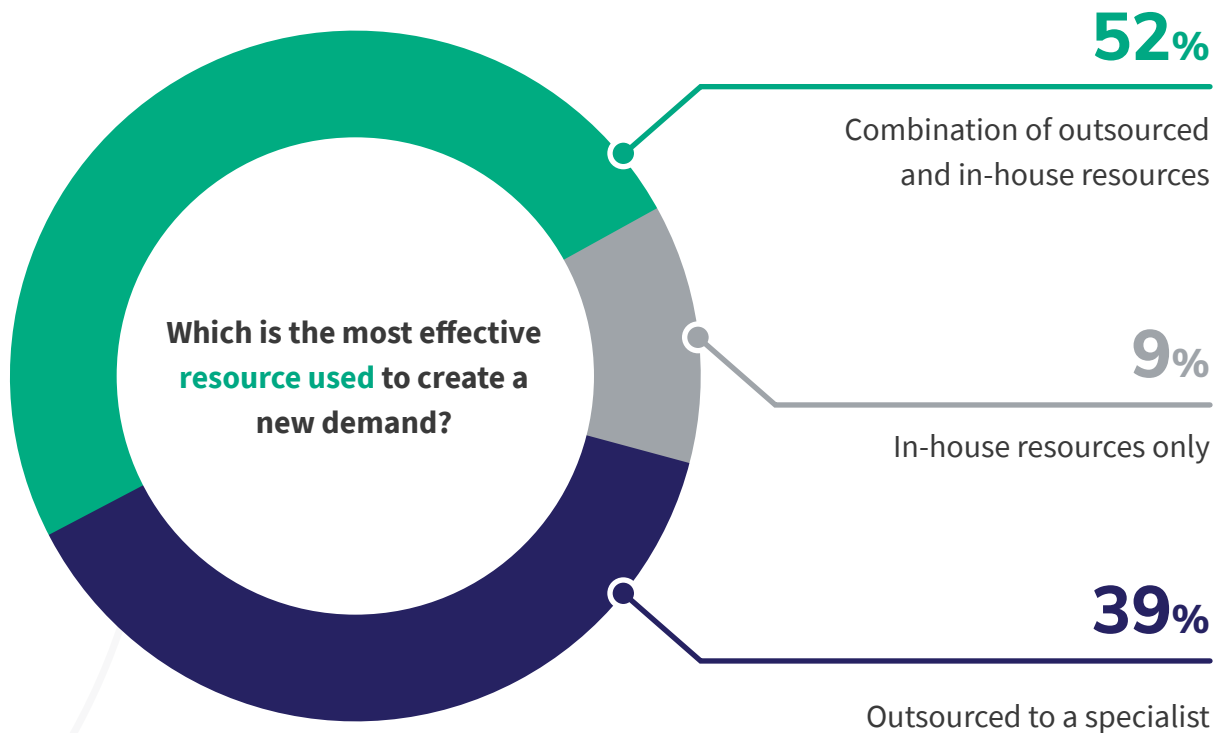 52%
Combination of outsourced
and in-house resources
Which is the most effective
resource used to create a
new demand?
9%
In-house resources only
39%
Outsourced to a specialist